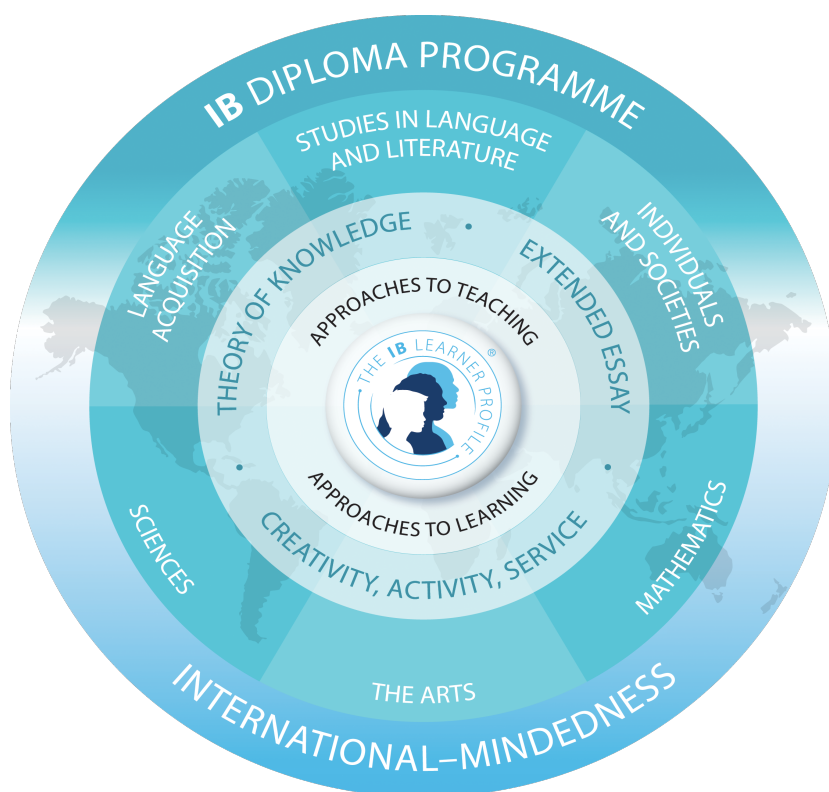 IB DIPLOMA PROGRAMME
STUDIES IN LANGUAGE
AND LITERATURE
LANGUAGE
ACQUISITION
INDIVIDUALS
AND SOCIETIES
THEORY OF KNOWLEDGE
EXTENDED ESSAY
APPROACHES TO TEACHING
THE IB LEARNER PROFILE
®
APPROACHES TO LEARNING
CREATIVITY, ACTIVITY, SERVICE
SCIENCES
MATHEMATICS
THE ARTS
INTERNATIONAL–MINDEDNESS